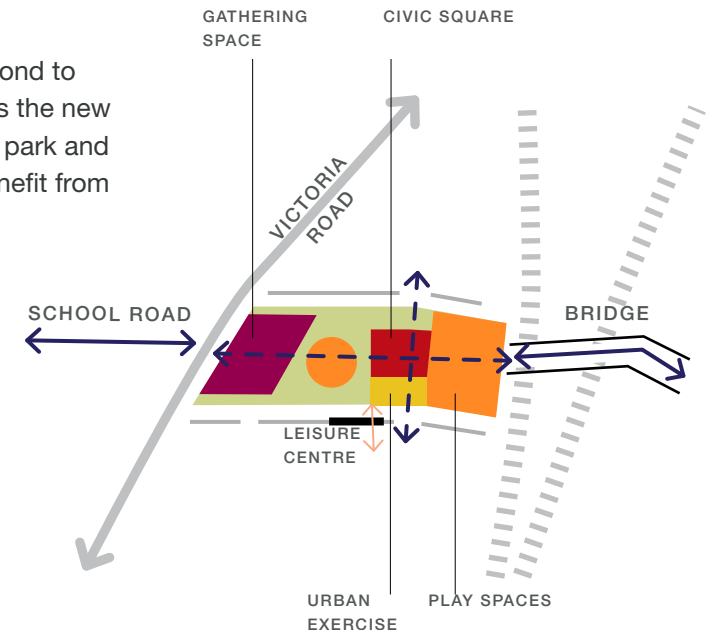 GATHERING
SPACE
CIVIC SQUARE
ond to
s the new
park and
nefit from
VICTORIA
ROAD
SCHOOL ROAD
BRIDGE
LEISURE
CENTRE
URBAN
EXERCISE
PLAY SPACES